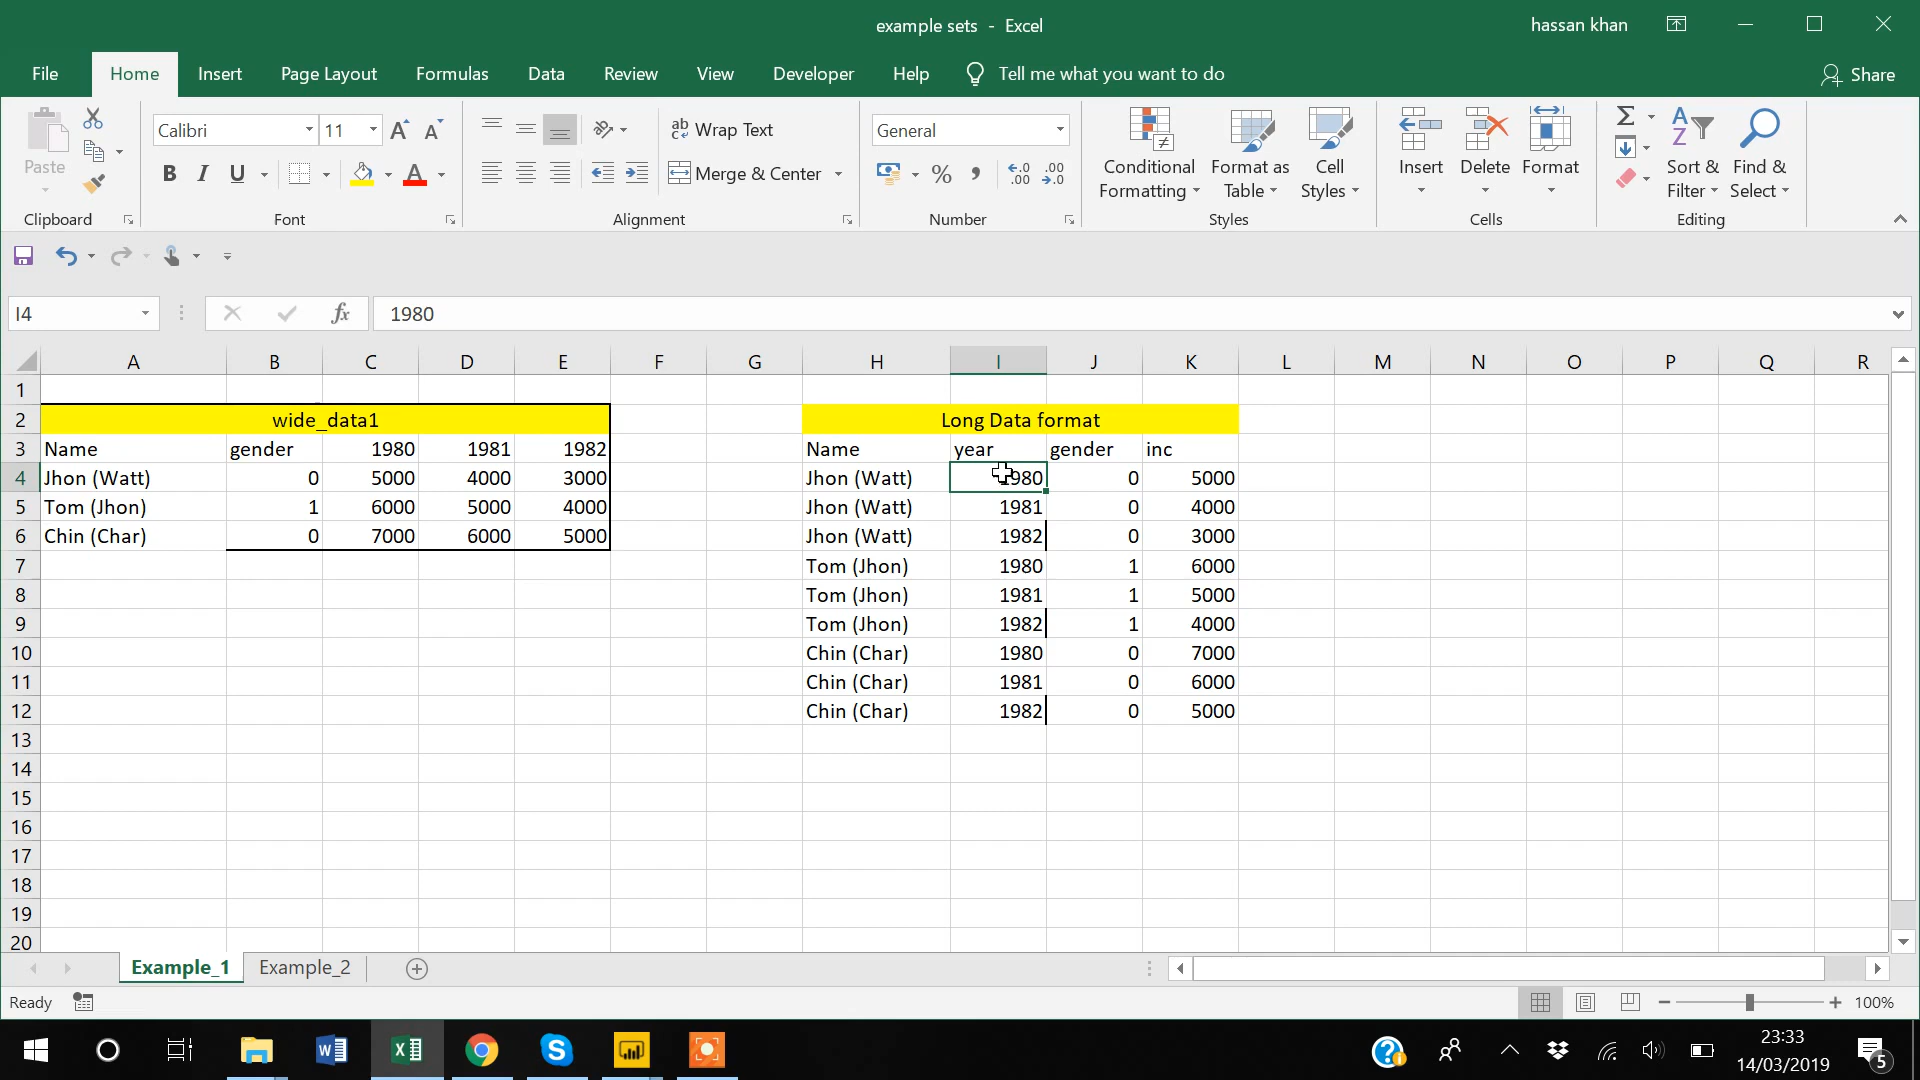 example sets - Excel
hassan khan
File Home Insert Page Layout Formulas Data Review View Developer Help Tell me what you want to do Share
Paste
Clipboard
Calibri 11
B I U
A
Font
ab Wrap Text
Merge & Center
Alignment
General
% ,
.00 .00
Number
Conditional Formatting
Format as Table
Cell Styles
Styles
Insert Delete Format
Cells
Sort & Filter
Find & Select
Editing
I4 fx 1980
A B C D E F G H I J K L M N O P Q R
1
2 wide_data1 Long Data format
3 Name gender 1980 1981 1982 Name year gender inc
4 Jhon (Watt) 0 5000 4000 3000 Jhon (Watt) 1980 0 5000
5 Tom (Jhon) 1 6000 5000 4000 Jhon (Watt) 1981 0 4000
6 Chin (Char) 0 7000 6000 5000 Jhon (Watt) 1982 0 3000
7 Tom (Jhon) 1980 1 6000
8 Tom (Jhon) 1981 1 5000
9 Tom (Jhon) 1982 1 4000
10 Chin (Char) 1980 0 7000
11 Chin (Char) 1981 0 6000
12 Chin (Char) 1982 0 5000
13
14
15
16
17
18
19
20
Example_1 Example_2
Ready
100%
23:33
14/03/2019
5